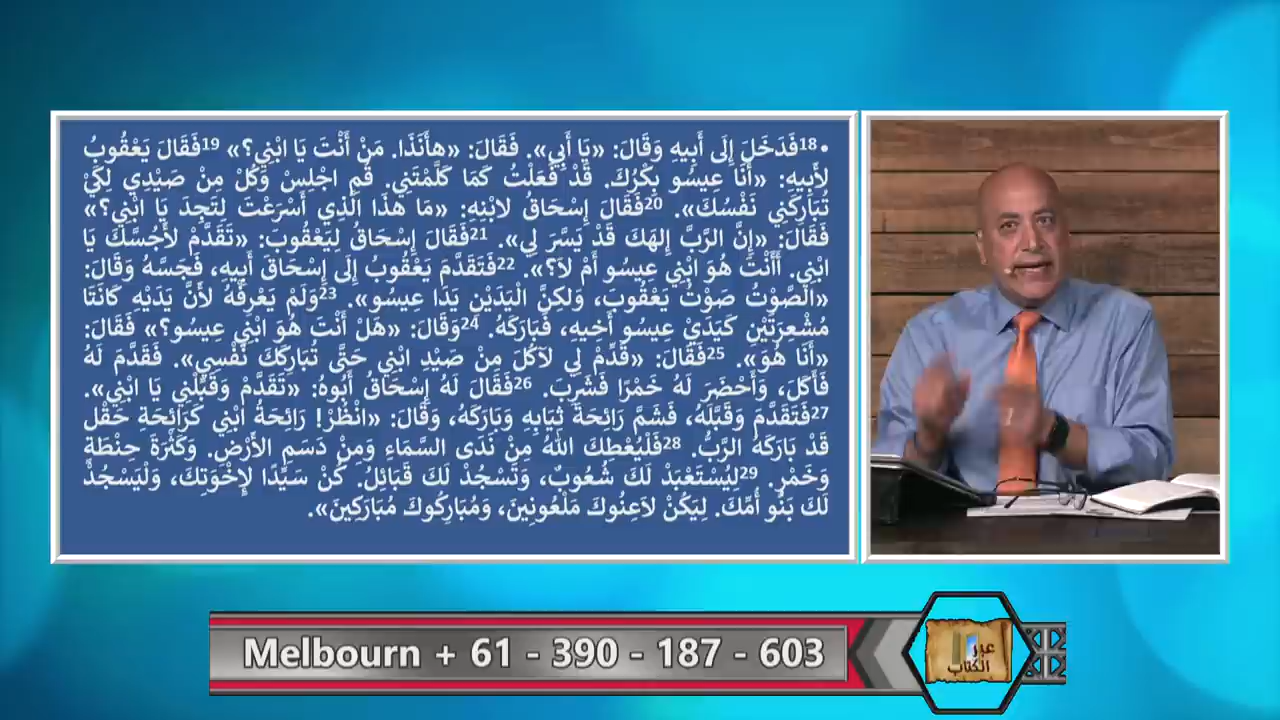 •18فَدَخَلَ إِلَى أَبِيهِ وَقَالَ: «يَا أَبِي». فَقَالَ: «هأَنَذَا. مَنْ أَنْتَ يَا ابْنِي؟» 19فَقَالَ يَعْقُوبُ
لأَبِيهِ: «أَنَا عِيسُو بِكْرُكَ. قَدْ فَعَلْتُ كَمَا كَلَّمْتَنِي. قُمِ اجْلِسْ وَكُلْ مِنْ صَيْدِي لِكَيْ
تُبَارِكَنِي نَفْسُكَ». 20فَقَالَ إِسْحَاقُ لابْنِهِ: «مَا هذَا الَّذِي أَسْرَعْتَ لِتَجِدَ يَا ابْنِي؟»
فَقَالَ: «إِنَّ الرَّبَّ إِلهَكَ قَدْ يَسَّرَ لِي». 21فَقَالَ إِسْحَاقُ لِيَعْقُوبَ: «تَقَدَّمْ لأَجُسَّكَ يَا
ابْنِي. أَأَنْتَ هُوَ ابْنِي عِيسُو أَمْ لاَ؟». 22فَتَقَدَّمَ يَعْقُوبُ إِلَى إِسْحَاقَ أَبِيهِ، فَجَسَّهُ وَقَالَ:
«الصَّوْتُ صَوْتُ يَعْقُوبَ، وَلكِنَّ الْيَدَيْنِ يَدَا عِيسُو». 23وَلَمْ يَعْرِفْهُ لأَنَّ يَدَيْهِ كَانَتَا
مُشْعِرَتَيْنِ كَيَدَيْ عِيسُو أَخِيهِ، فَبَارَكَهُ. 24وَقَالَ: «هَلْ أَنْتَ هُوَ ابْنِي عِيسُو؟» فَقَالَ:
«أَنَا هُوَ». 25فَقَالَ: «قَدِّمْ لِي لآكُلَ مِنْ صَيْدِ ابْنِي حَتَّى تُبَارِكَكَ نَفْسِي». فَقَدَّمَ لَهُ
فَأَكَلَ، وَأَحْضَرَ لَهُ خَمْرًا فَشَرِبَ. 26فَقَالَ لَهُ إِسْحَاقُ أَبُوهُ: «تَقَدَّمْ وَقَبِّلْنِي يَا ابْنِي».
27فَتَقَدَّمَ وَقَبَّلَهُ، فَشَمَّ رَائِحَةَ ثِيَابِهِ وَبَارَكَهُ، وَقَالَ: «انْظُرْ! رَائِحَةُ ابْنِي كَرَائِحَةِ حَقْل
قَدْ بَارَكَهُ الرَّبُّ. 28فَلْيُعْطِكَ اللهُ مِنْ نَدَى السَّمَاءِ وَمِنْ دَسَمِ الأَرْضِ. وَكَثْرَةَ حِنْطَةٍ
وَخَمْرٍ. 29لِيُسْتَعْبَدْ لَكَ شُعُوبٌ، وَتَسْجُدْ لَكَ قَبَائِلُ. كُنْ سَيِّدًا لإِخْوَتِكَ، وَلْيَسْجُدْ
لَكَ بَنُو أُمِّكَ. لِيَكُنْ لاَعِنُوكَ مَلْعُونِينَ، وَمُبَارِكُوكَ مُبَارَكِينَ».
Melbourn + 61 - 390 - 187 - 603
عبر
الكتاب